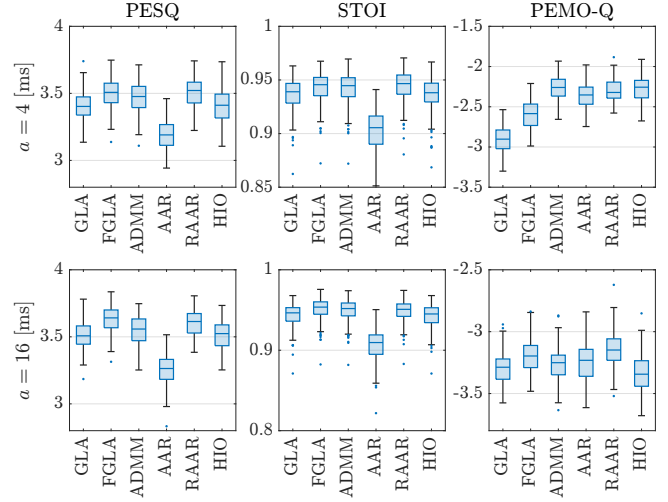 PESQ STOI PEMO-Q
a = 4 [ms]
4
3.5
3
1
0.95
0.9
0.85
-1.5
-2
-2.5
-3
-3.5
GLA FGLA ADMM AAR RAAR HIO
GLA FGLA ADMM AAR RAAR HIO
GLA FGLA ADMM AAR RAAR HIO
a = 16 [ms]
4
3.5
3
1
0.9
0.8
-2.5
-3
-3.5
GLA FGLA ADMM AAR RAAR HIO
GLA FGLA ADMM AAR RAAR HIO
GLA FGLA ADMM AAR RAAR HIO